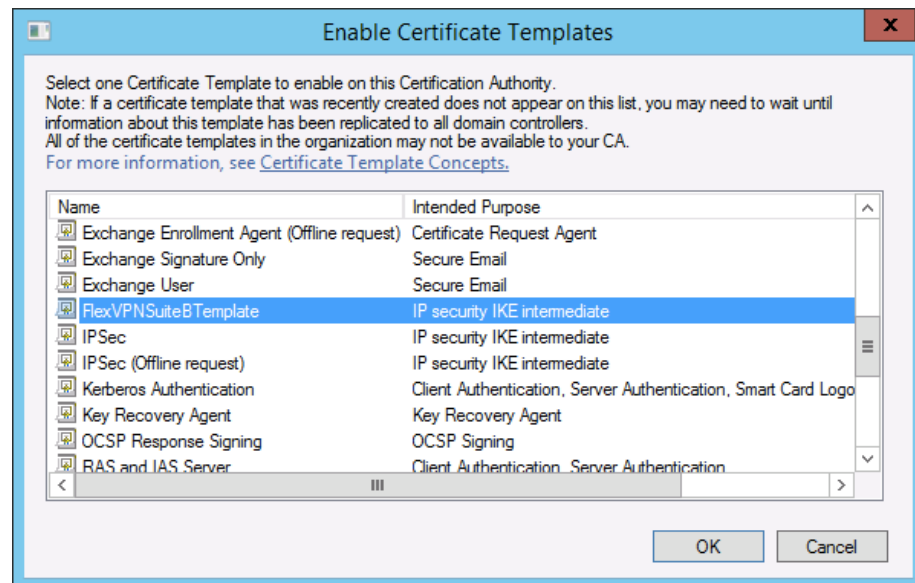 Enable Certificate Templates
x
Select one Certificate Template to enable on this Certification Authority.
Note: If a certificate template that was recently created does not appear on this list, you may need to wait until
information about this template has been replicated to all domain controllers.
All of the certificate templates in the organization may not be available to your CA.
For more information, see Certificate Template Concepts.
Name Intended Purpose
Exchange Enrollment Agent (Offline request) Certificate Request Agent
Exchange Signature Only Secure Email
Exchange User Secure Email
FlexVPNSuiteBTemplate IP security IKE intermediate
IPSec IP security IKE intermediate
IPSec (Offline request) IP security IKE intermediate
Kerberos Authentication Client Authentication, Server Authentication, Smart Card Logo
Key Recovery Agent Key Recovery Agent
OCSP Response Signing OCSP Signing
RAS and IAS Server Client Authentication, Server Authentication
OK Cancel